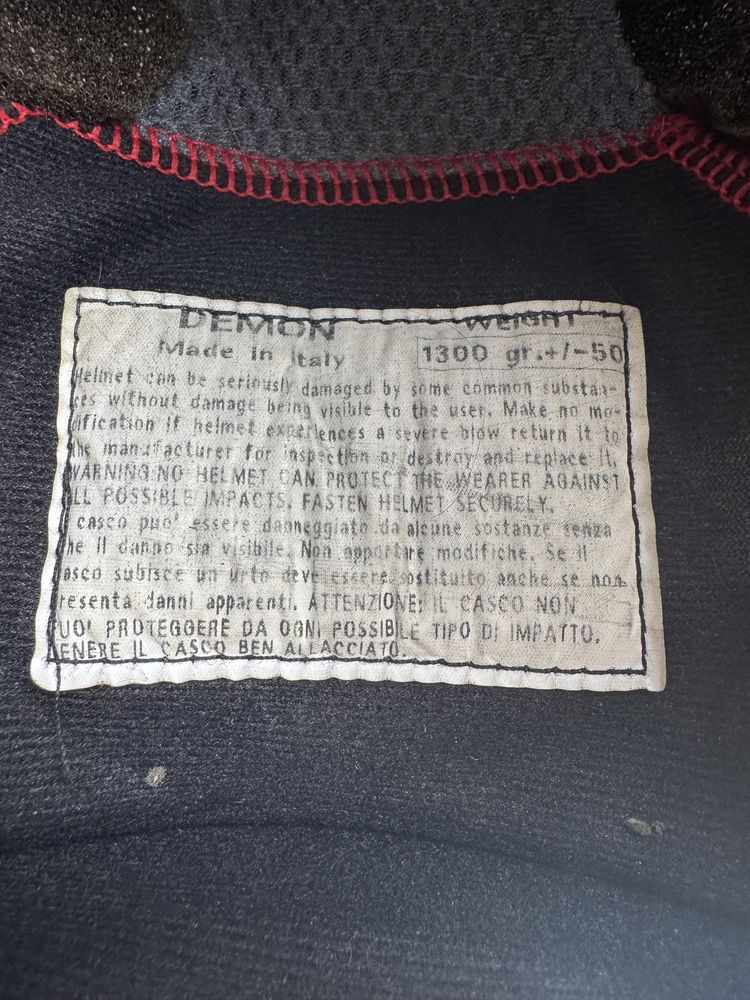 DEMON WEIGHT
Made in Italy 1300 gr.+/-50
Helmet can be seriously damaged by some common substan-
ces without damage being visible to the user. Make no mo-
dification if helmet experiences a severe blow return it to
the manufacturer for inspection or destroy and replace it.
WARNING NO HELMET CAN PROTECT THE WEARER AGAINST
LL POSSIBLE IMPACTS. FASTEN HELMET SECURELY.
casco puo' essere danneggiato da alcune sostanze senza
he il danno sia visibile. Non apportare modifiche. Se il
asco subisce un urto deve essere sostituito anche se non
resenta danni apparenti. ATTENZIONE: IL CASCO NON
UO' PROTEGGERE DA OGNI POSSIBILE TIPO DI IMPATTO.
ENERE IL CASCO BEN ALLACCIATO.